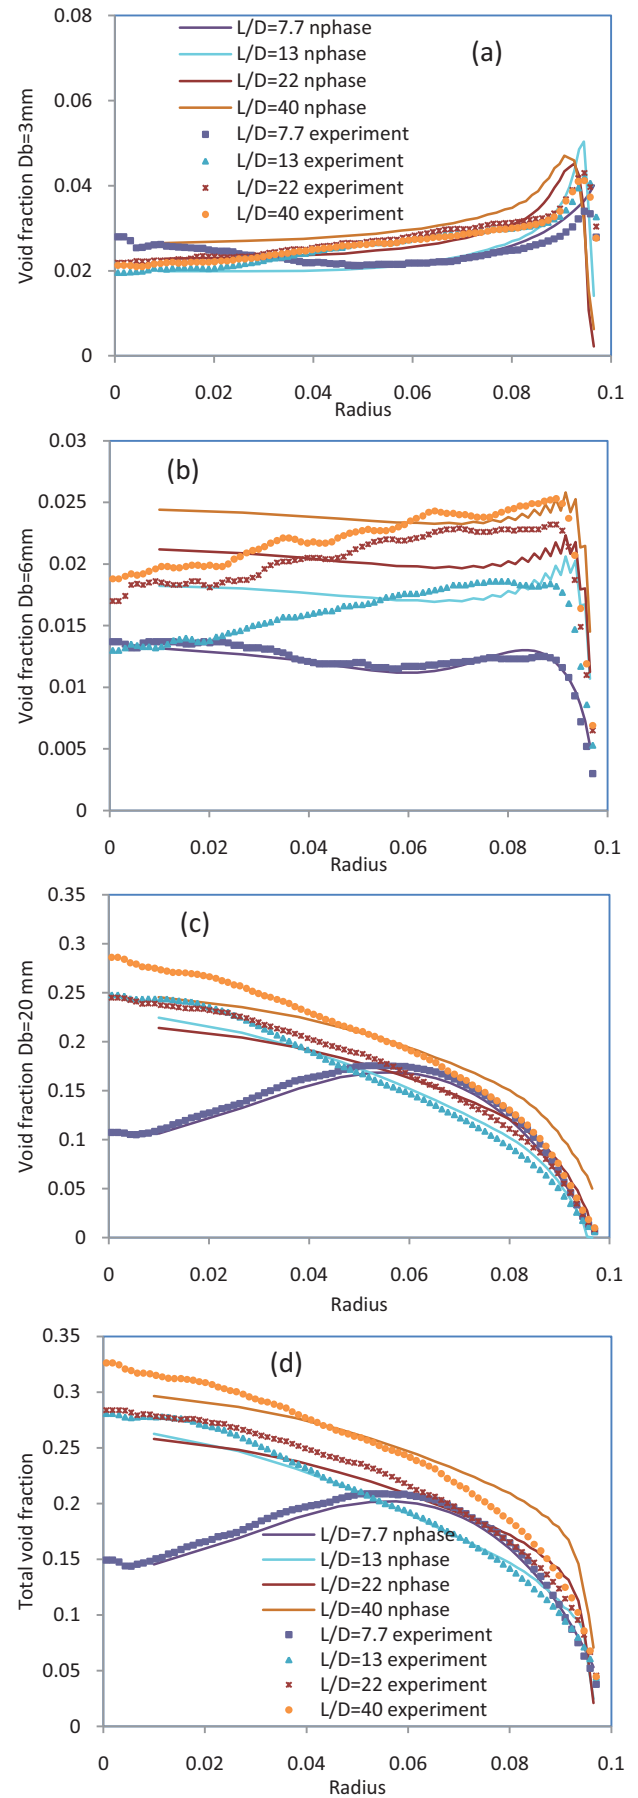 0.08
0.06
0.04
0.02
0
Void fraction Db=3mm
L/D=7.7 nphase
L/D=13 nphase
L/D=22 nphase
L/D=40 nphase
L/D=7.7 experiment
L/D=13 experiment
L/D=22 experiment
L/D=40 experiment
(a)
0 0.02 0.04 0.06 0.08 0.1
Radius
0.03
0.025
0.02
0.015
0.01
0.005
0
Void fraction Db=6mm
(b)
0 0.02 0.04 0.06 0.08 0.1
Radius
0.35
0.3
0.25
0.2
0.15
0.1
0.05
0
Void fraction Db=20 mm
(c)
0 0.02 0.04 0.06 0.08 0.1
Radius
0.35
0.3
0.25
0.2
0.15
0.1
0.05
0
Total void fraction
(d)
L/D=7.7 nphase
L/D=13 nphase
L/D=22 nphase
L/D=40 nphase
L/D=7.7 experiment
L/D=13 experiment
L/D=22 experiment
L/D=40 experiment
0 0.02 0.04 0.06 0.08 0.1
Radius